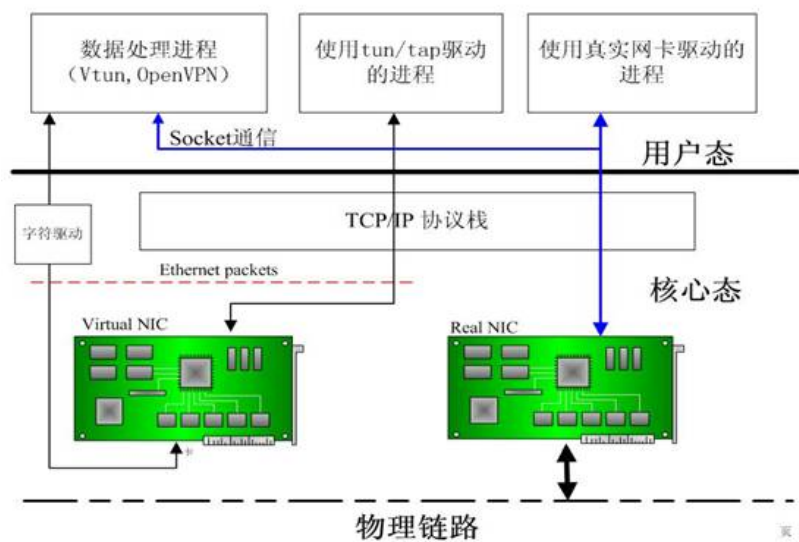 数据处理进程
（Vtun,OpenVPN）
使用tun/tap驱动
的进程
使用真实网卡驱动的
进程
Socket通信
用户态
字符驱动
TCP/IP 协议栈
Ethernet packets
核心态
Virtual NIC
Real NIC
卡
物理链路
页